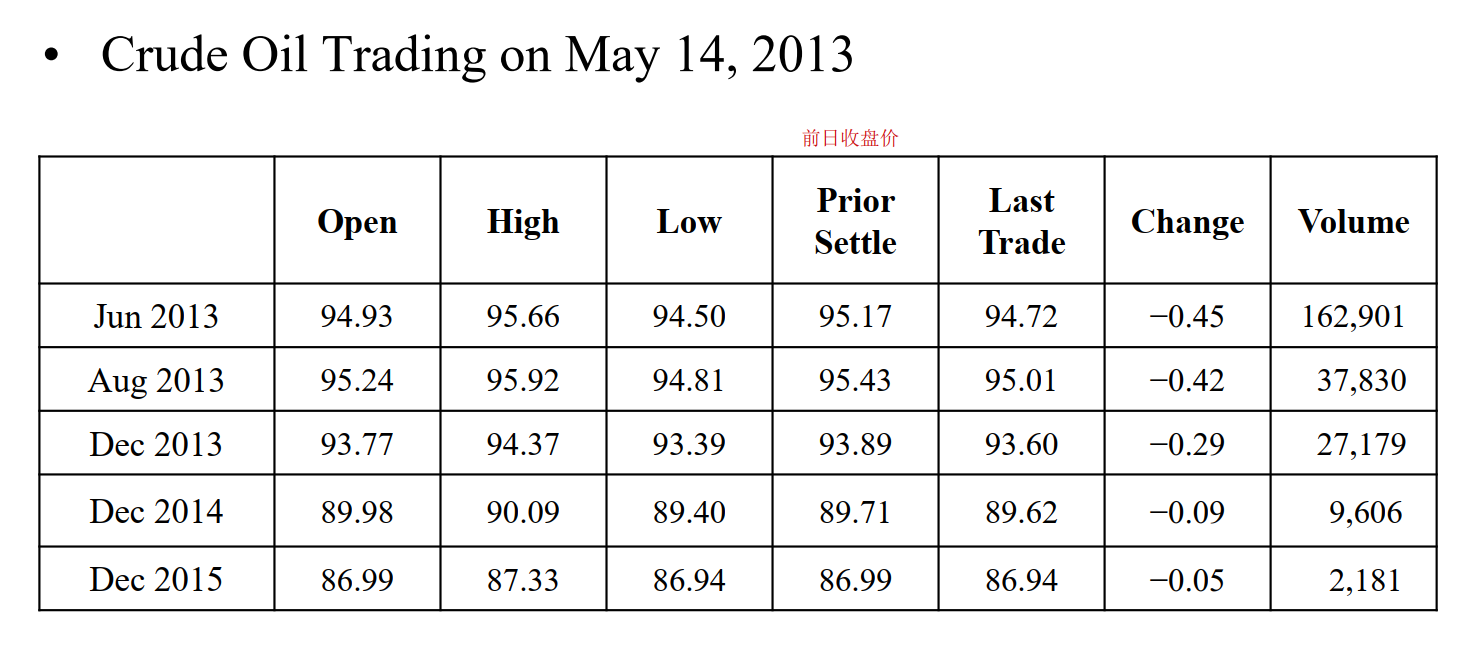 • Crude Oil Trading on May 14, 2013
前日收盘价
Open High Low Prior Settle Last Trade Change Volume
Jun 2013 94.93 95.66 94.50 95.17 94.72 −0.45 162,901
Aug 2013 95.24 95.92 94.81 95.43 95.01 −0.42 37,830
Dec 2013 93.77 94.37 93.39 93.89 93.60 −0.29 27,179
Dec 2014 89.98 90.09 89.40 89.71 89.62 −0.09 9,606
Dec 2015 86.99 87.33 86.94 86.99 86.94 −0.05 2,181